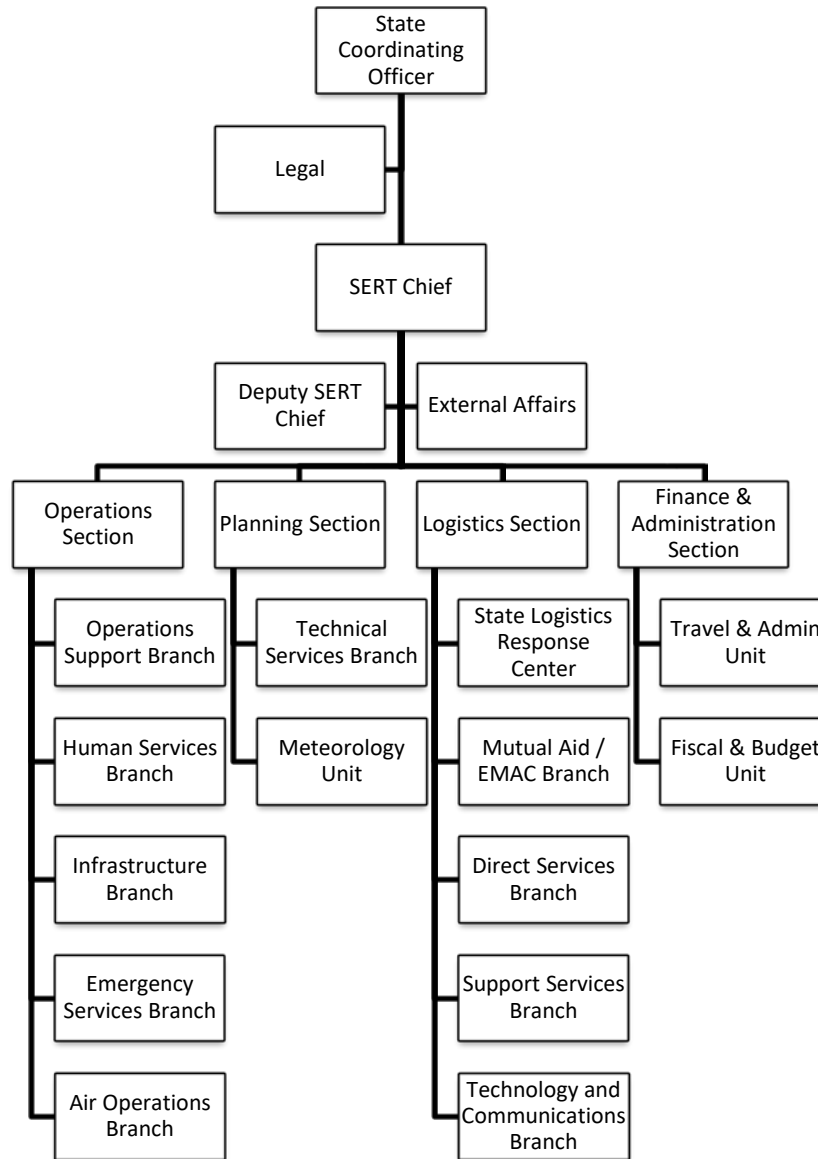 State
Coordinating
Officer
Legal
SERT Chief
Deputy SERT
Chief
External Affairs
Operations
Section
Planning Section
Logistics Section
Finance &
Administration
Section
Operations
Support Branch
Technical
Services Branch
State Logistics
Response
Center
Travel & Admin
Unit
Human Services
Branch
Meteorology
Unit
Mutual Aid /
EMAC Branch
Fiscal & Budget
Unit
Infrastructure
Branch
Direct Services
Branch
Emergency
Services Branch
Support Services
Branch
Air Operations
Branch
Technology and
Communications
Branch